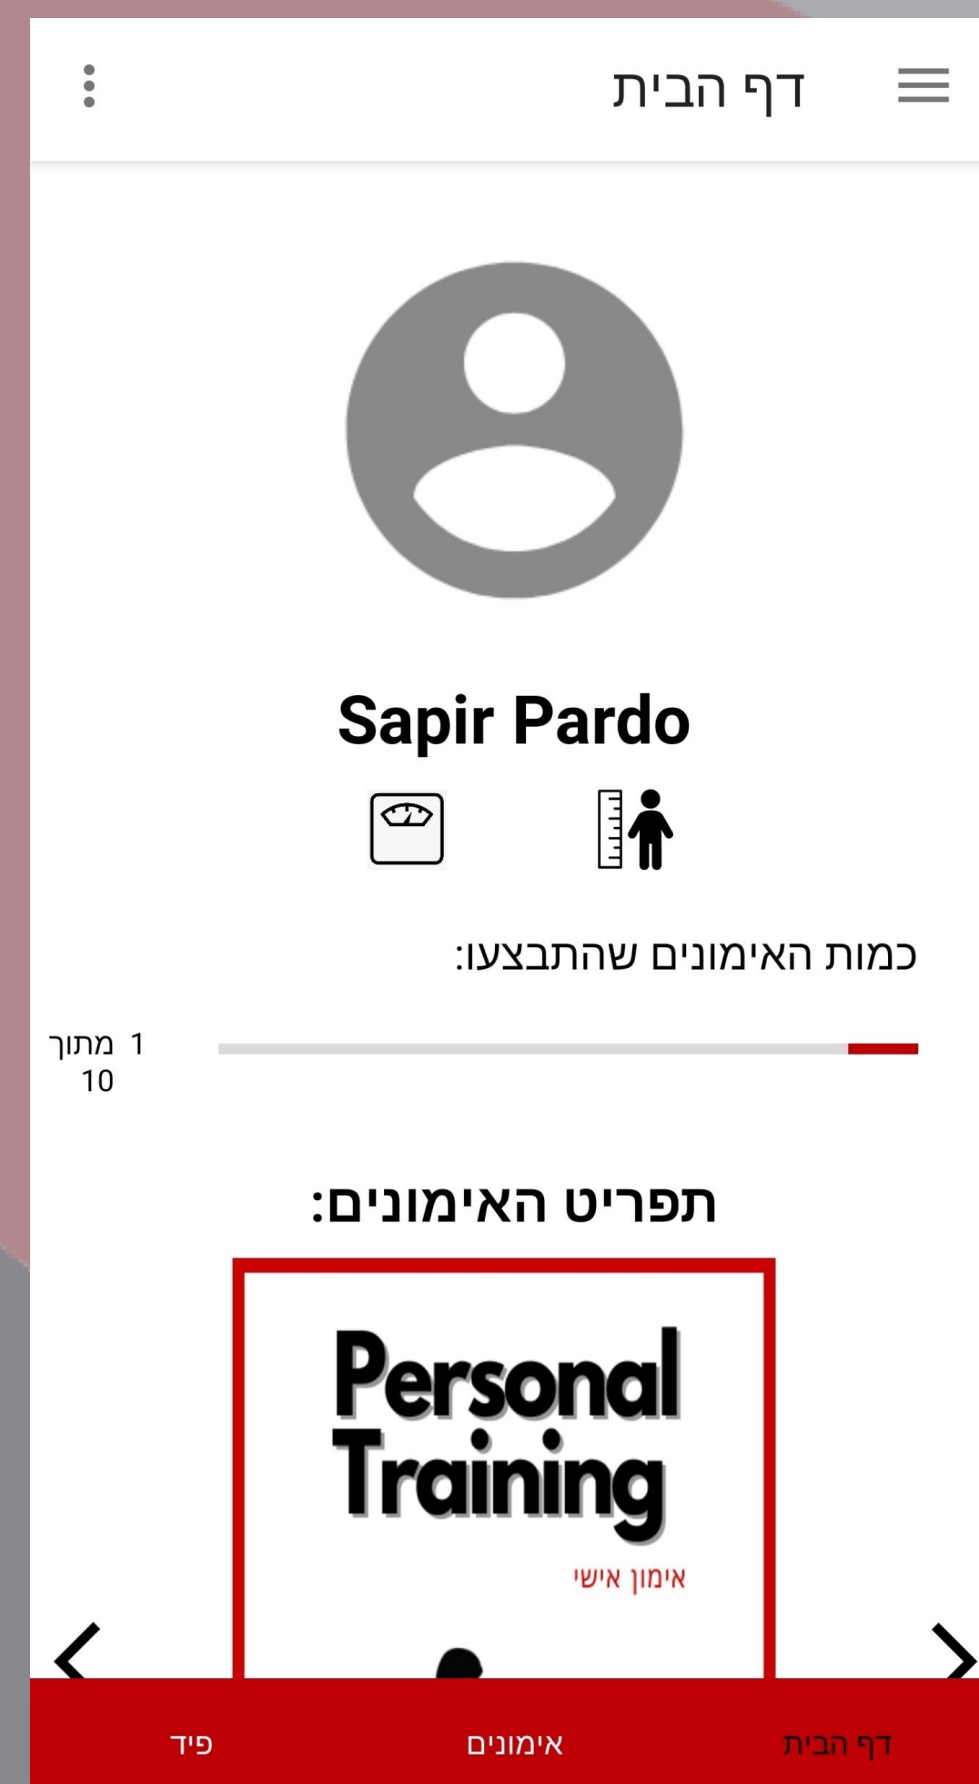 דף הבית
Sapir Pardo
כמות האימונים שהתבצעו:
1 מתוך
10
תפריט האימונים:
Personal
Training
אימון אישי
דף הבית
אימונים
פיד